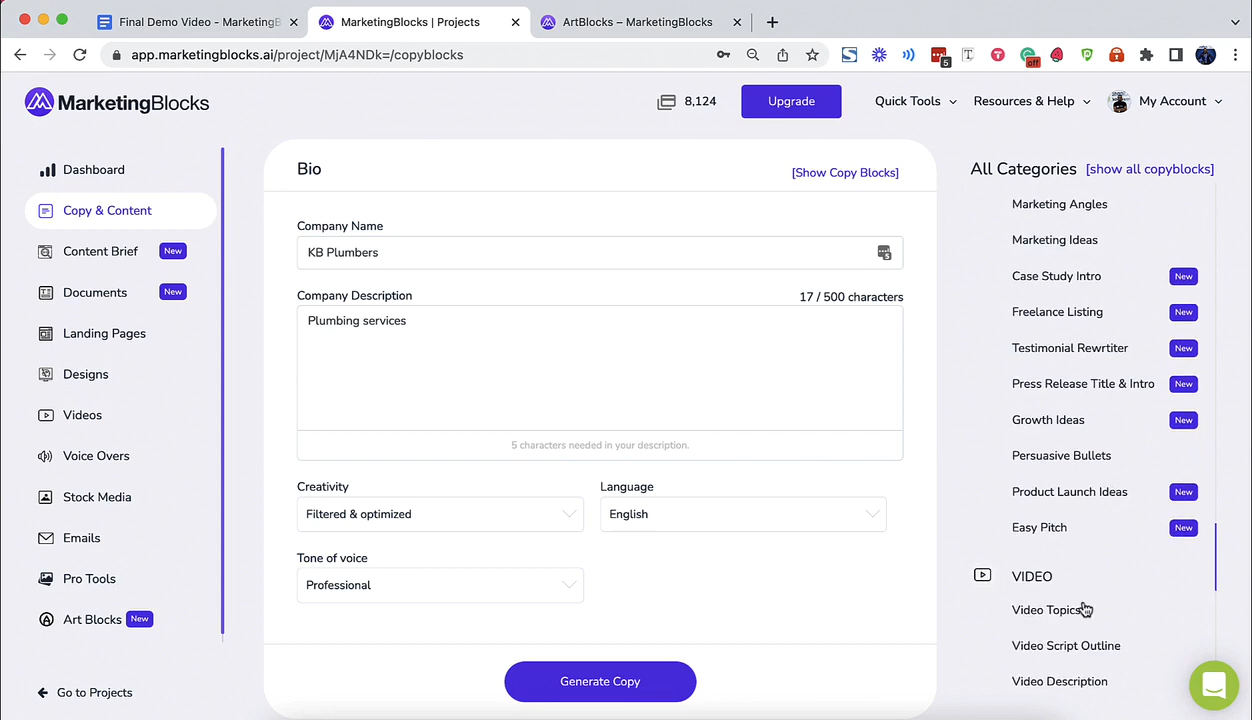 Final Demo Video - MarketingB
MarketingBlocks | Projects
ArtBlocks – MarketingBlocks
app.marketingblocks.ai/project/MjA4NDk=/copyblocks
5
off
MarketingBlocks
8,124
Upgrade
Quick Tools
Resources & Help
My Account
Dashboard
Copy & Content
Content Brief New
Documents New
Landing Pages
Designs
Videos
Voice Overs
Stock Media
Emails
Pro Tools
Art Blocks New
Go to Projects
Bio
[Show Copy Blocks]
Company Name
KB Plumbers
Company Description
17 / 500 characters
Plumbing services
5 characters needed in your description.
Creativity
Filtered & optimized
Language
English
Tone of voice
Professional
Generate Copy
All Categories [show all copyblocks]
Marketing Angles
Marketing Ideas
Case Study Intro New
Freelance Listing New
Testimonial Rewrtiter New
Press Release Title & Intro New
Growth Ideas New
Persuasive Bullets
Product Launch Ideas New
Easy Pitch New
VIDEO
Video Topics
Video Script Outline
Video Description